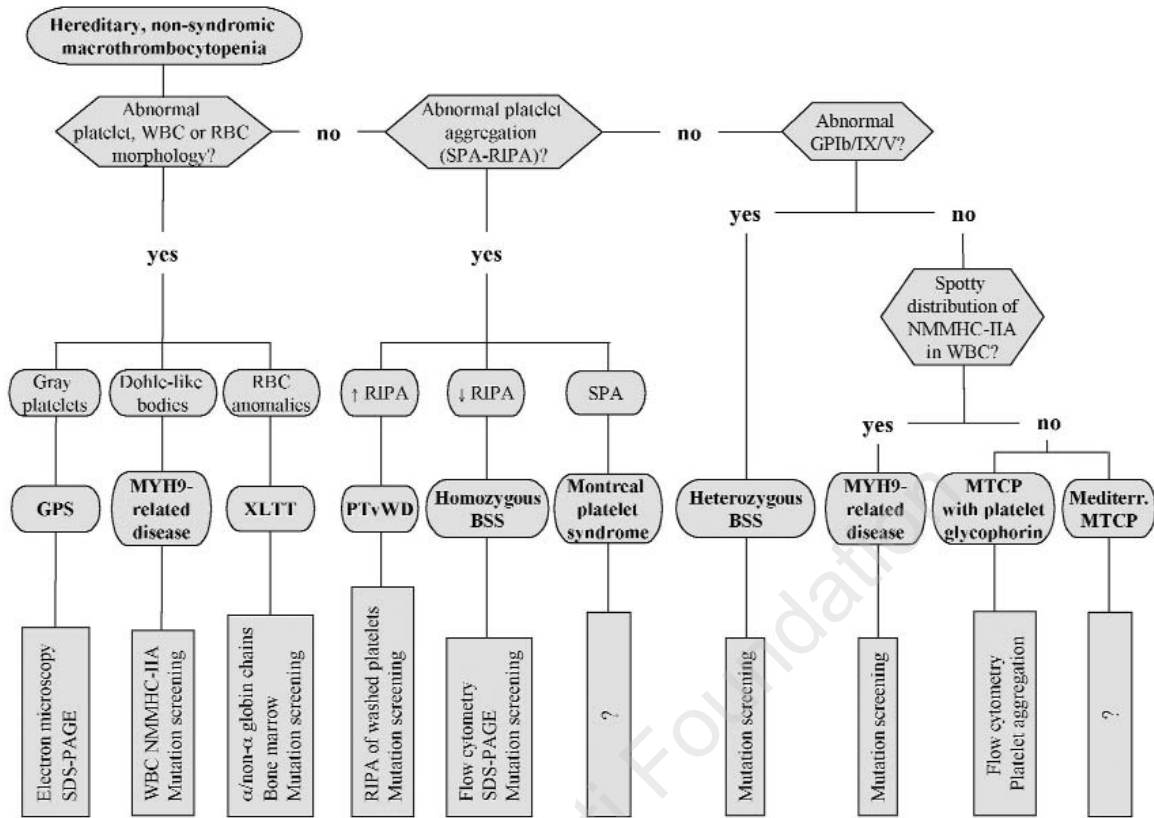 Hereditary, non-syndromic
macrothrombocytopenia
Abnormal
platelet, WBC or RBC
morphology?
no
Abnormal platelet
aggregation
(SPA-RIPA)?
no
Abnormal
GPIb/IX/V?
yes
yes
yes
no
Spotty
distribution of
NMMHC-IIA
in WBC?
yes
no
Gray
platelets
Dohle-like
bodies
RBC
anomalies
↑ RIPA
↓ RIPA
SPA
GPS
MYH9-
related
disease
XLTT
PTvWD
Homozygous
BSS
Montreal
platelet
syndrome
Heterozygous
BSS
MYH9-
related
disease
MTCP
with platelet
glycophorin
Mediterr.
MTCP
Electron microscopy
SDS-PAGE
WBC NMMHC-IIA
Mutation screening
α/non-α globin chains
Bone marrow
Mutation screening
RIPA of washed platelets
Mutation screening
Flow cytometry
SDS-PAGE
Mutation screening
?
Mutation screening
Mutation screening
Flow cytometry
Platelet aggregation
?
Foundation